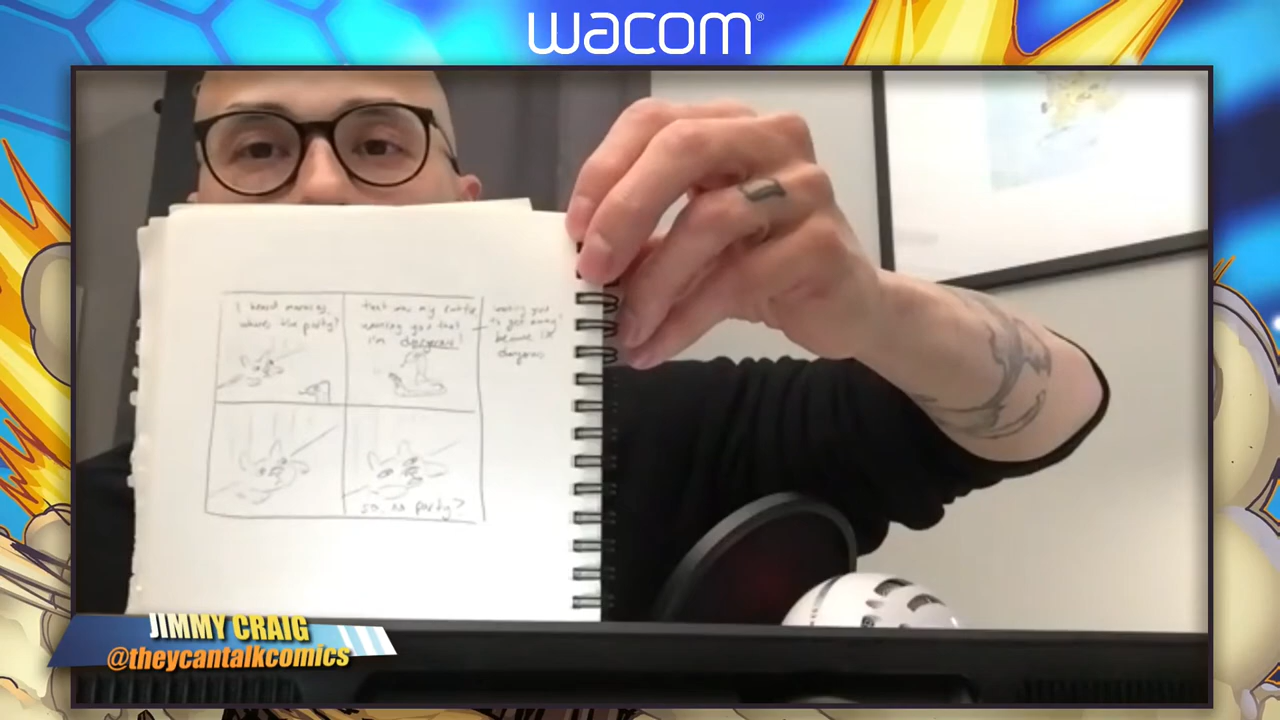 wacom®
I heard maracas,
where's the party?
that was my rattle,
warning you that
I'm dangerous!
warning you
to get away
because I'm
dangerous
so, no party?
JIMMY CRAIG
@theycantalkcomics